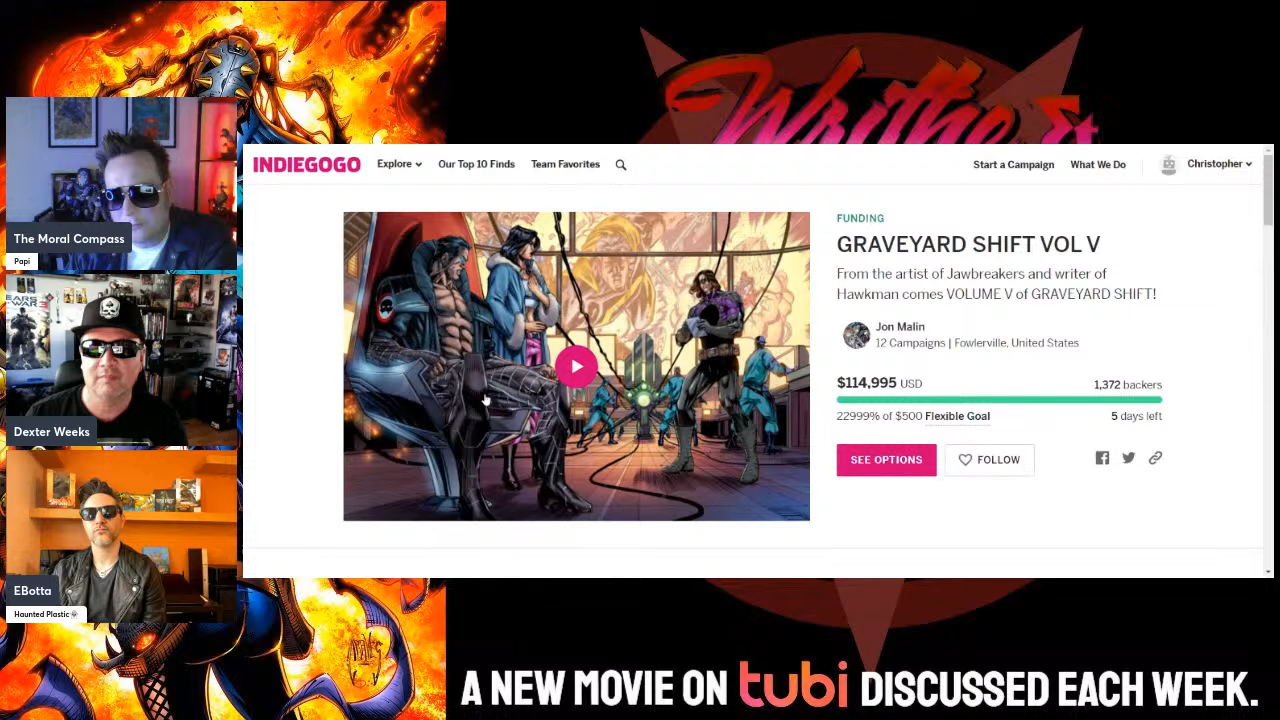 Writhe &
The Moral Compass
Papi
EARS
Dexter Weeks
EBotta
Haunted Plastic
INDIEGOGO
Explore
Our Top 10 Finds
Team Favorites
Start a Campaign
What We Do
Christopher
FUNDING
GRAVEYARD SHIFT VOL V
From the artist of Jawbreakers and writer of
Hawkman comes VOLUME V of GRAVEYARD SHIFT!
Jon Malin
12 Campaigns | Fowlerville, United States
$114,995 USD
1,372 backers
22999% of $500 Flexible Goal
5 days left
SEE OPTIONS
FOLLOW
A NEW MOVIE ON tubi DISCUSSED EACH WEEK.